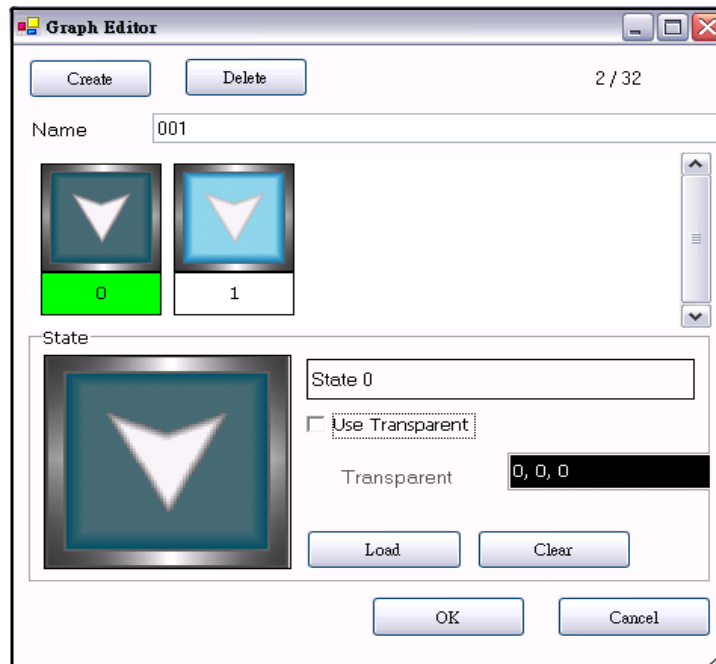 Graph Editor
Create Delete 2 / 32
Name 001
0 1
State
State 0
Use Transparent
Transparent 0, 0, 0
Load Clear
OK Cancel